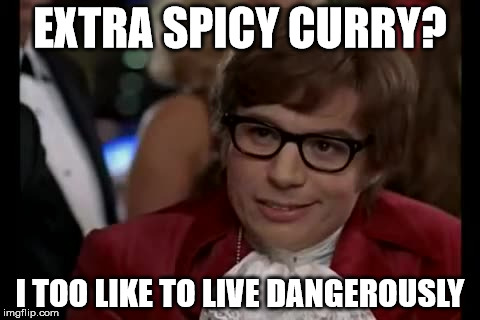 EXTRA SPICY CURRY?
I TOO LIKE TO LIVE DANGEROUSLY
imgflip.com